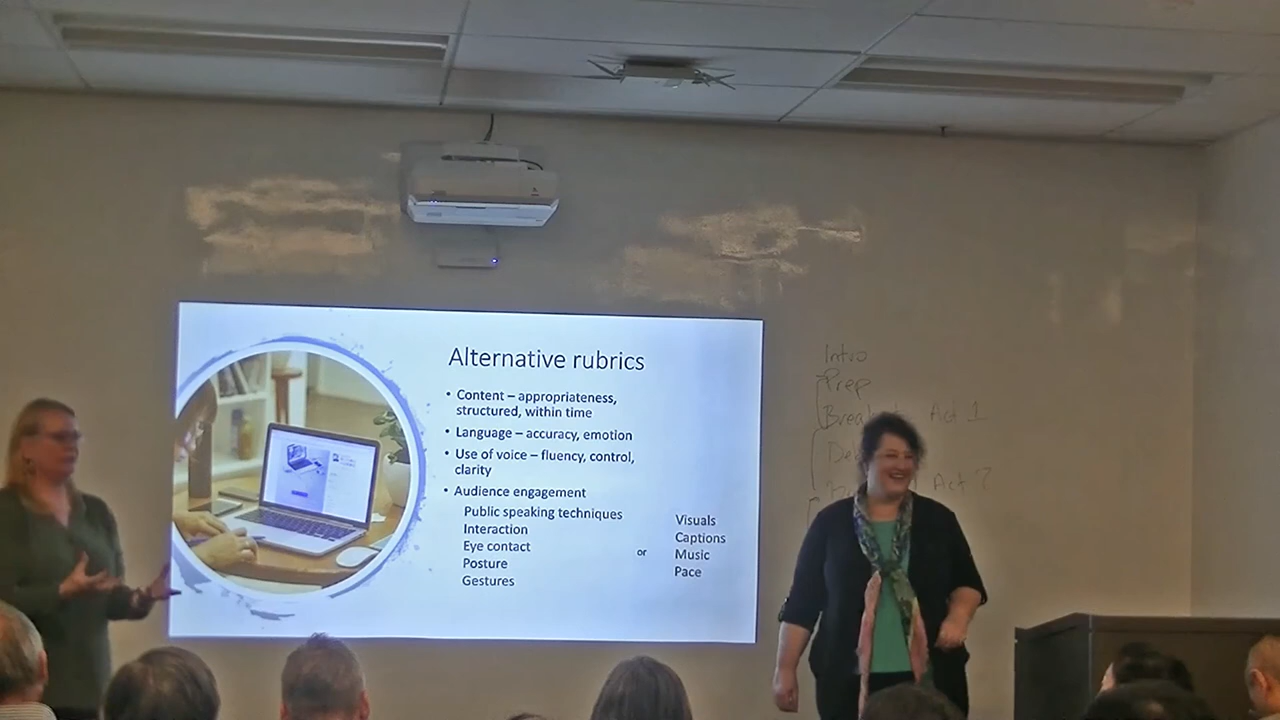 Alternative rubrics
• Content – appropriateness,
structured, within time
• Language – accuracy, emotion
• Use of voice – fluency, control,
clarity
• Audience engagement
Public speaking techniques
Interaction
Eye contact
Posture
Gestures
or
Visuals
Captions
Music
Pace
Intro
Prep
Act 1
Act 2